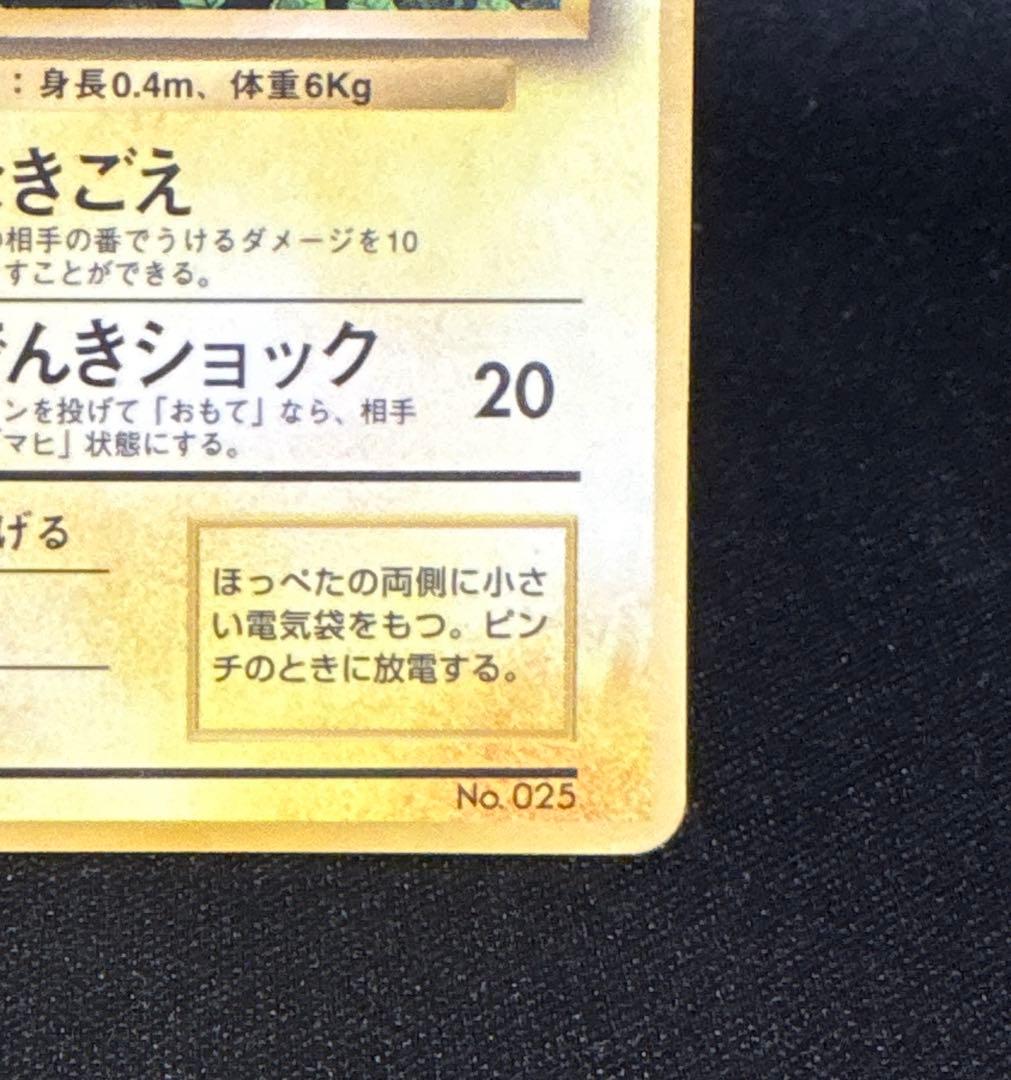 ：身長0.4m、体重6Kg
きごえ
相手の番でうけるダメージを10
すことができる。
んきショック
20
ンを投げて「おもて」なら、相手
マヒ」状態にする。
げる
ほっぺたの両側に小さ
い電気袋をもつ。ピン
チのときに放電する。
No. 025